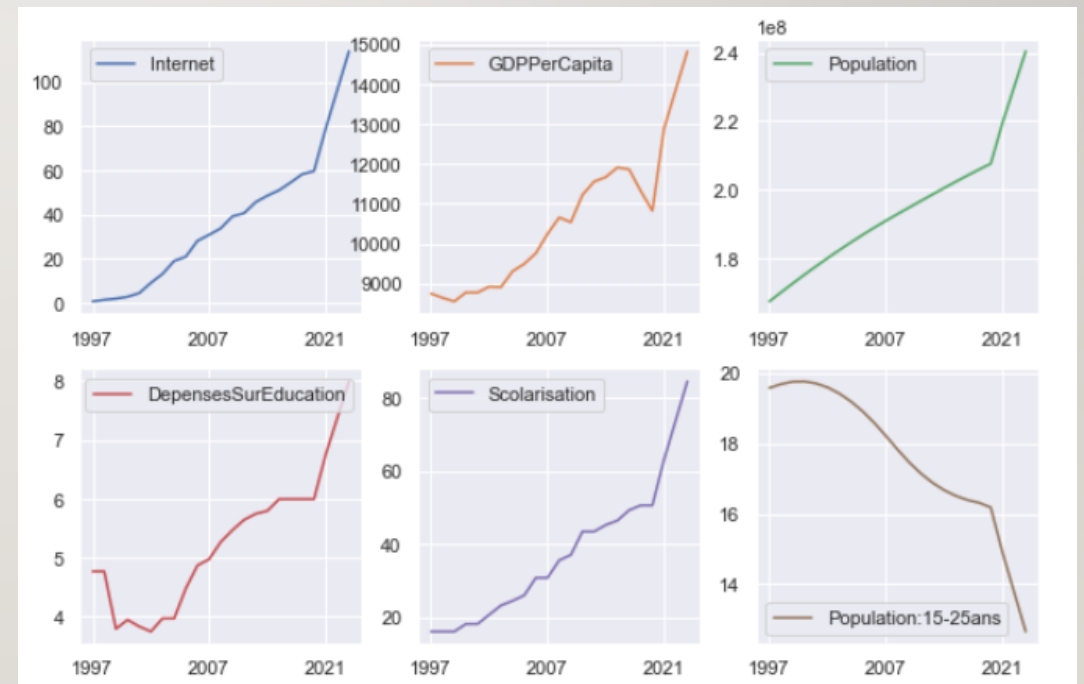 Internet
100
80
60
40
20
0
1997 2007 2021
GDPPerCapita
15000
14000
13000
12000
11000
10000
9000
1997 2007 2021
1e8
Population
2.4
2.2
2.0
1.8
1997 2007 2021
DepensesSurEducation
8
7
6
5
4
1997 2007 2021
Scolarisation
80
60
40
20
1997 2007 2021
20
18
16
14
Population:15-25ans
1997 2007 2021